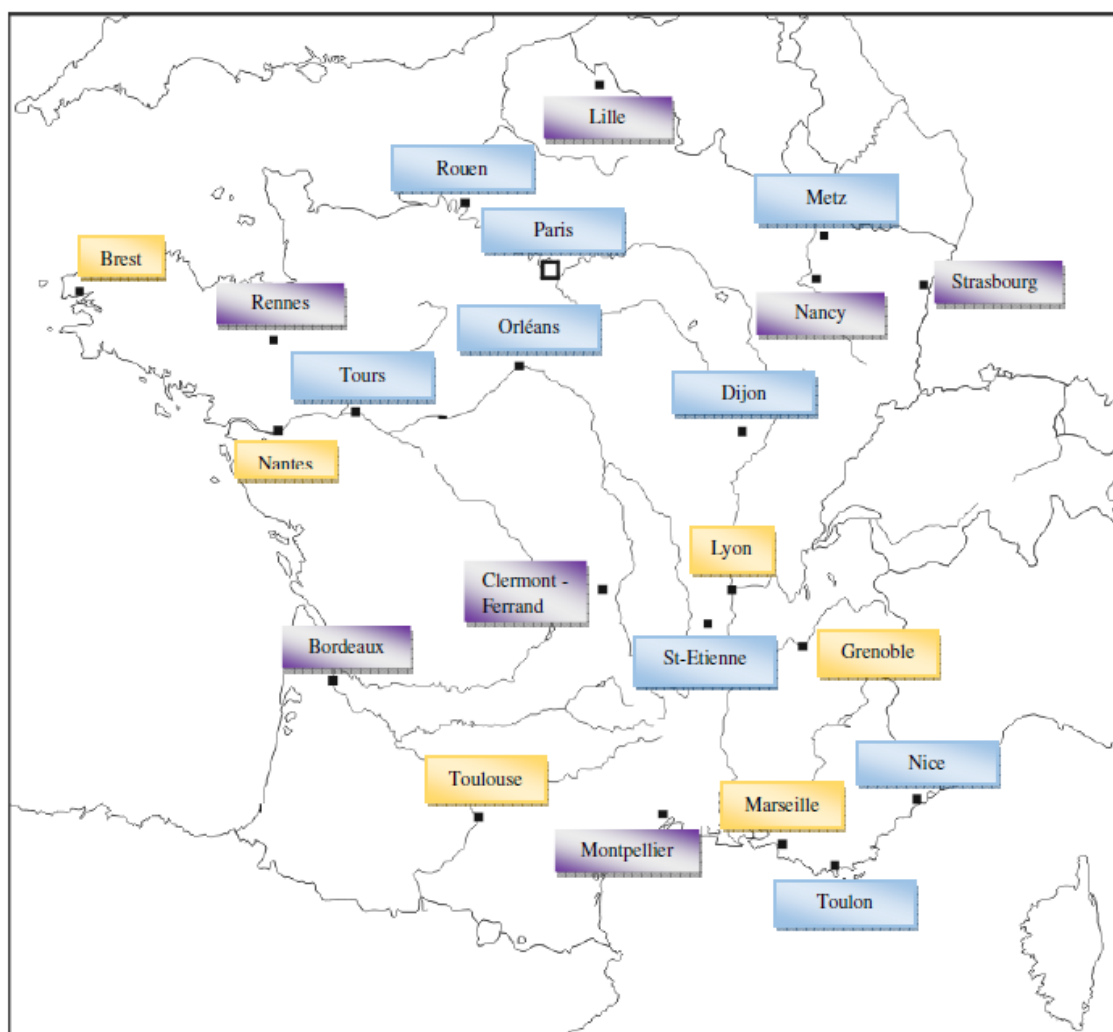 Lille
Rouen
Metz
Paris
Brest
Strasbourg
Rennes
Nancy
Orléans
Tours
Dijon
Nantes
Lyon
Clermont -
Ferrand
Bordeaux
St-Etienne
Grenoble
Nice
Toulouse
Marseille
Montpellier
Toulon